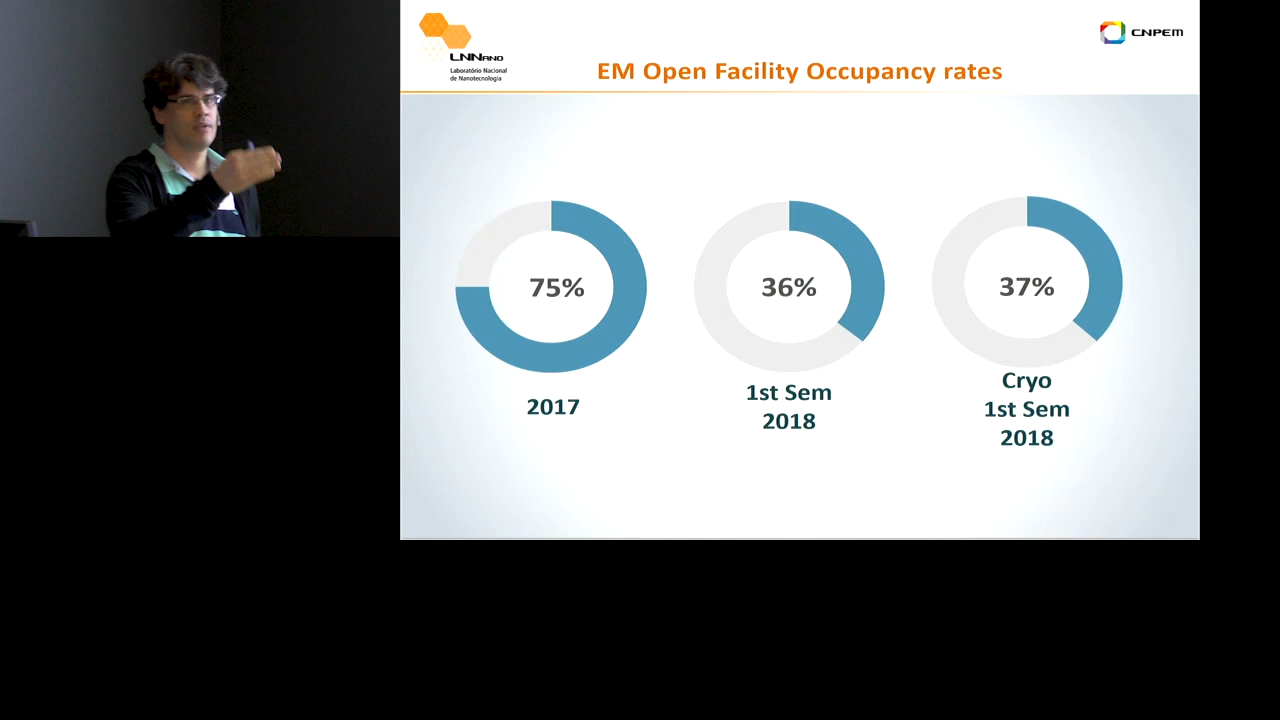 LNNANO
Laboratório Nacional
de Nanotecnologia
CNPEM
EM Open Facility Occupancy rates
75%
36%
37%
2017
1st Sem
2018
Cryo
1st Sem
2018